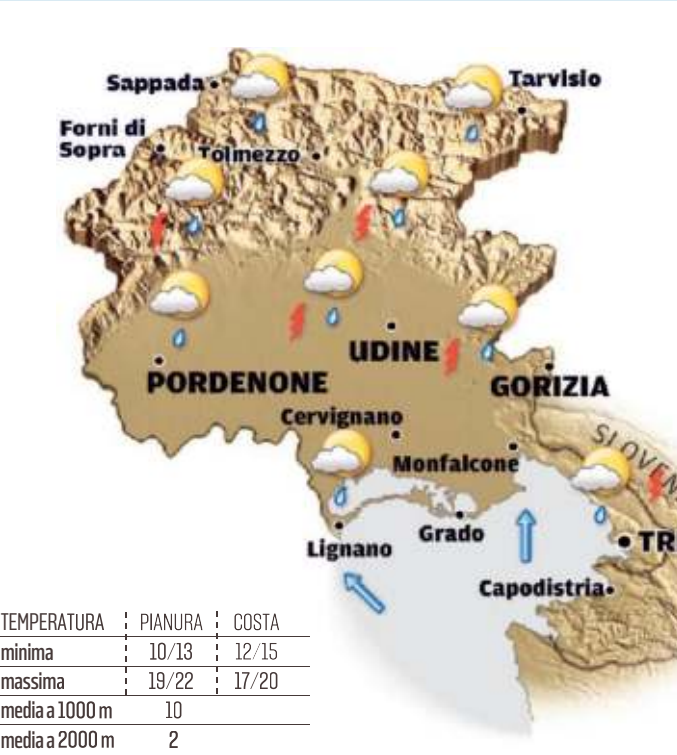 Sappada
Tarvisio
Forni di
Sopra
Tolmezzo
UDINE
PORDENONE
GORIZIA
Cervignano
SLOVEN
Monfalcone
Grado
TR
Lignano
Capodistria
TEMPERATURA PIANURA COSTA
minima 10/13 12/15
massima 19/22 17/20
media a 1000 m 10
media a 2000 m 2